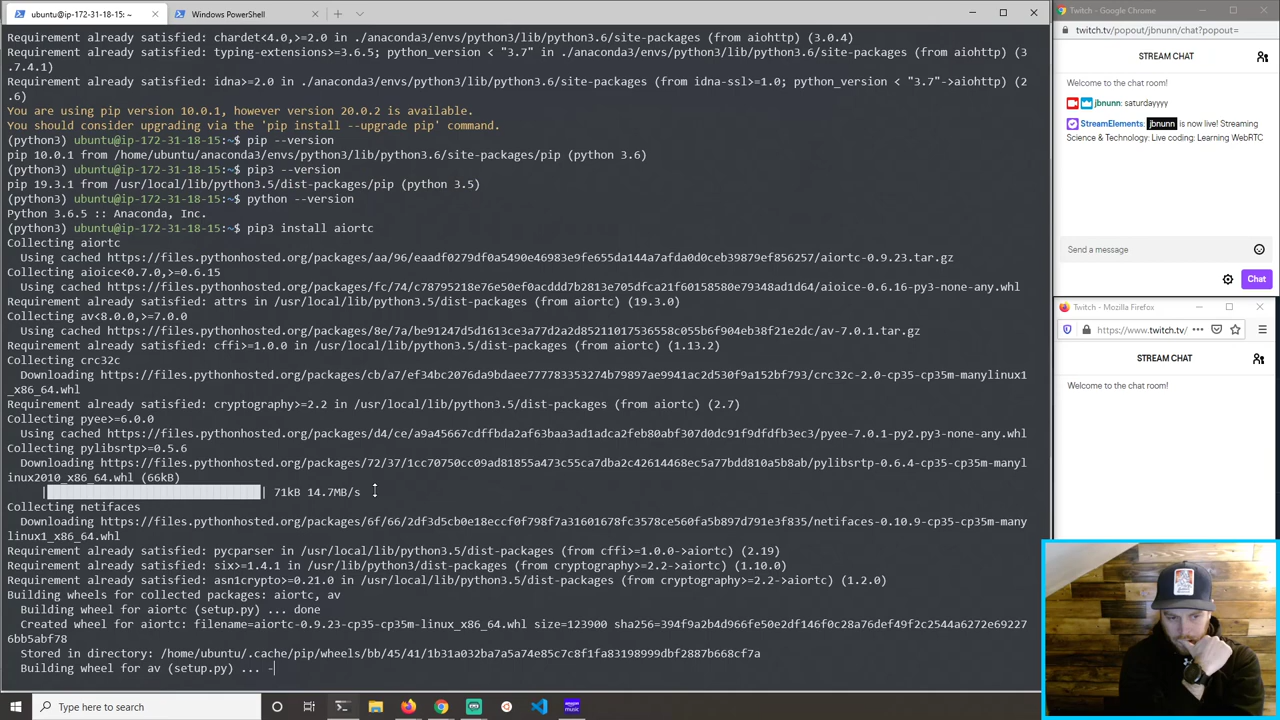 ubuntu@ip-172-31-18-15: ~
Windows PowerShell
Requirement already satisfied: chardet<4.0,>=2.0 in ./anaconda3/envs/python3/lib/python3.6/site-packages (from aiohttp) (3.0.4)
Requirement already satisfied: typing-extensions>=3.6.5; python_version < "3.7" in ./anaconda3/envs/python3/lib/python3.6/site-packages (from aiohttp) (3
.7.4.1)
Requirement already satisfied: idna>=2.0 in ./anaconda3/envs/python3/lib/python3.6/site-packages (from idna-ssl>=1.0; python_version < "3.7"->aiohttp) (2
.6)
You are using pip version 10.0.1, however version 20.0.2 is available.
You should consider upgrading via the 'pip install --upgrade pip' command.
(python3) ubuntu@ip-172-31-18-15:~$ pip --version
pip 10.0.1 from /home/ubuntu/anaconda3/envs/python3/lib/python3.6/site-packages/pip (python 3.6)
(python3) ubuntu@ip-172-31-18-15:~$ pip3 --version
pip 19.3.1 from /usr/local/lib/python3.5/dist-packages/pip (python 3.5)
(python3) ubuntu@ip-172-31-18-15:~$ python --version
Python 3.6.5 :: Anaconda, Inc.
(python3) ubuntu@ip-172-31-18-15:~$ pip3 install aiortc
Collecting aiortc
Using cached https://files.pythonhosted.org/packages/ea/96/eaadf0279df0a5490e46983e9fe655da144a7afda0d0ceb39879ef856257/aiortc-0.9.23.tar.gz
Collecting aioice<0.7.0,>=0.6.15
Using cached https://files.pythonhosted.org/packages/fc/74/c78795218e76e50ef0cddd7b2813e705dfcaca21f60158580e79348ad1d64/aioice-0.6.16-py3-none-any.whl
Requirement already satisfied: attrs in /usr/local/lib/python3.5/dist-packages (from aiortc) (19.3.0)
Collecting av<8.0.0,>=7.0.0
Using cached https://files.pythonhosted.org/packages/8e/7a/be91247d5d1613ce3a77d2a2d85211017536558c055b6f904eb38f21e2dc/av-7.0.1.tar.gz
Requirement already satisfied: cffi>=1.0.0 in /usr/local/lib/python3.5/dist-packages (from aiortc) (1.13.2)
Collecting crc32c
Downloading https://files.pythonhosted.org/packages/cb/a7/ef34bc2076da9bdaee777783353274b79897ae9941ac2d530f9a152bf793/crc32c-2.0-cp35-cp35m-manylinux1
_x86_64.whl
Requirement already satisfied: cryptography>=2.2 in /usr/local/lib/python3.5/dist-packages (from aiortc) (2.7)
Collecting pyee>=6.0.0
Using cached https://files.pythonhosted.org/packages/d4/ce/a9a45667cdffbda2af63baa3ad1adca2feb80abf307d0dc91f9dfdfb3ec3/pyee-7.0.1-py2.py3-none-any.whl
Collecting pylibsrtp>=0.5.6
Downloading https://files.pythonhosted.org/packages/72/37/1cc70750cc09ad81855a473c55ca7dba2c42614468ec5a77bdd810a5b8ab/pylibsrtp-0.6.4-cp35-cp35m-manyl
inux2010_x86_64.whl (66kB)
71kB 14.7MB/s
Collecting netifaces
Downloading https://files.pythonhosted.org/packages/6f/66/2df3d5cb0e18eccf0f798f7a31601678fc3578ce560fa5b897d791e3f835/netifaces-0.10.9-cp35-cp35m-many
linux1_x86_64.whl
Requirement already satisfied: pycparser in /usr/local/lib/python3.5/dist-packages (from cffi>=1.0.0->aiortc) (2.19)
Requirement already satisfied: six>=1.4.1 in /usr/local/lib/python3.5/dist-packages (from cryptography>=2.2->aiortc) (1.10.0)
Requirement already satisfied: asn1crypto>=0.21.0 in /usr/local/lib/python3.5/dist-packages (from cryptography>=2.2->aiortc) (1.2.0)
Building wheels for collected packages: aiortc, av
Building wheel for aiortc (setup.py) ... done
Created wheel for aiortc: filename=aiortc-0.9.23-cp35-cp35m-linux_x86_64.whl size=123900 sha256=394f9a2b4d966fe50e2df146f0c28a76def49f2c2544a6272e69227
6bb5abf78
Stored in directory: /home/ubuntu/.cache/pip/wheels/bb/45/41/1b31a032ba7a5a74e85c7c8f1fa83198999dbf2887b668cf7a
Building wheel for av (setup.py) ... -
Type here to search
Twitch - Google Chrome
twitch.tv/popout/jbnunn/chat?popout=
STREAM CHAT
Welcome to the chat room!
jbnunn: saturdayyyy
StreamElements: jbnunn is now live! Streaming
Science & Technology: Live coding: Learning WebRTC
Send a message
Chat
Twitch - Mozilla Firefox
https://www.twitch.tv/
STREAM CHAT
Welcome to the chat room!